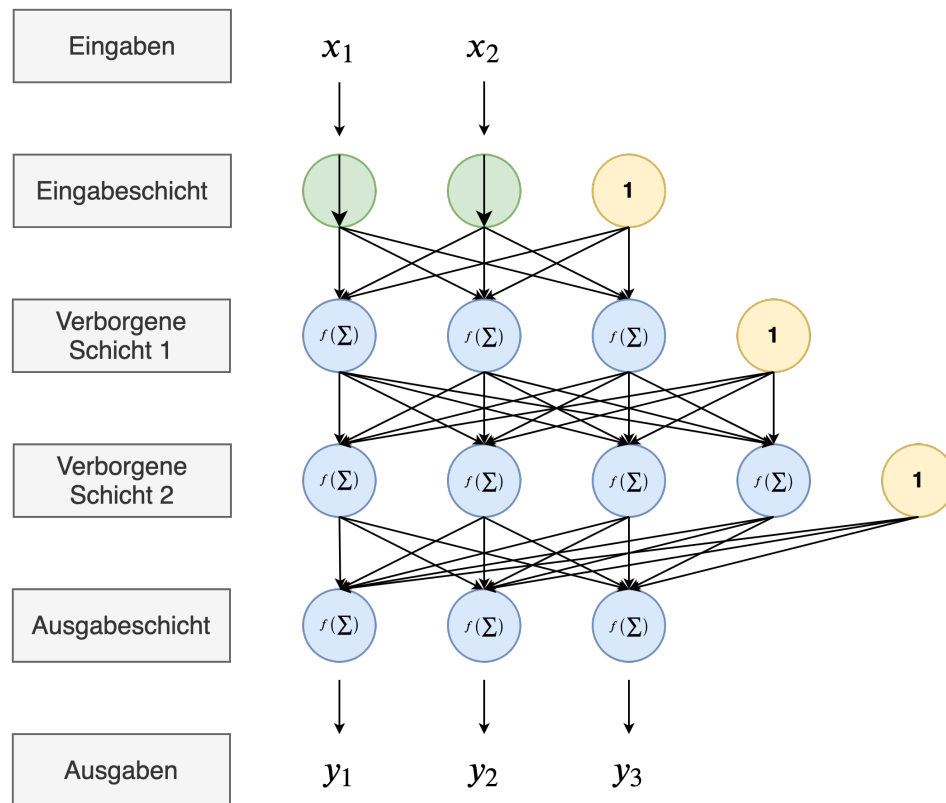 Eingaben
x₁ x₂
Eingabeschicht
1
Verborgene
Schicht 1
f(∑) f(∑) f(∑) 1
Verborgene
Schicht 2
f(∑) f(∑) f(∑) f(∑) 1
Ausgabeschicht
f(∑) f(∑) f(∑)
Ausgaben
y₁ y₂ y₃